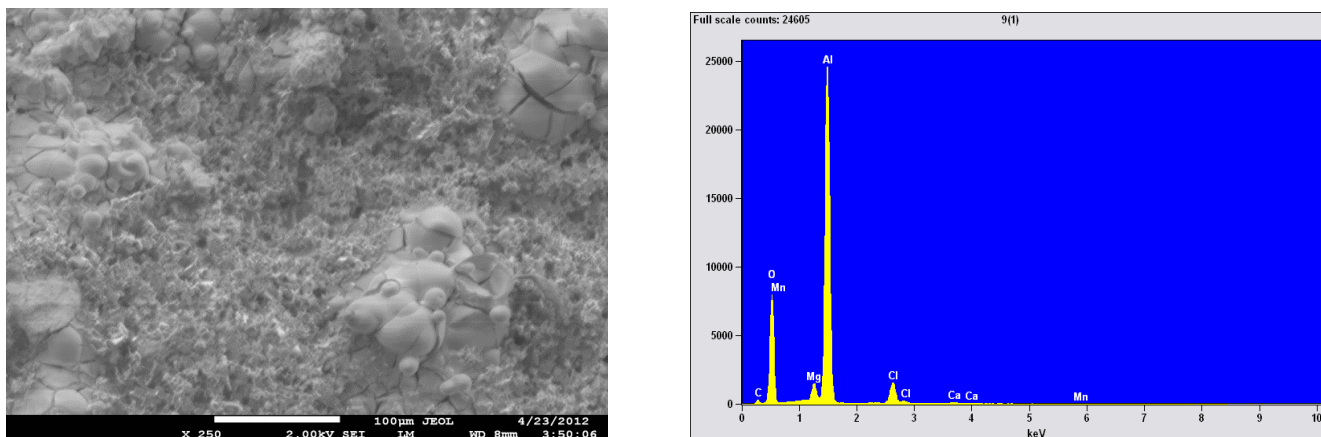 100μm JEOL 4/23/2012
X 250 2.00kV SEI LM WD 8mm 3:50:06
Full scale counts: 24605 9(1)
25000
20000
15000
10000
5000
0
Al
O
Mn
C
Mg
Cl
Cl
Ca Ca
Mn
0 1 2 3 4 5 6 7 8 9 10
keV